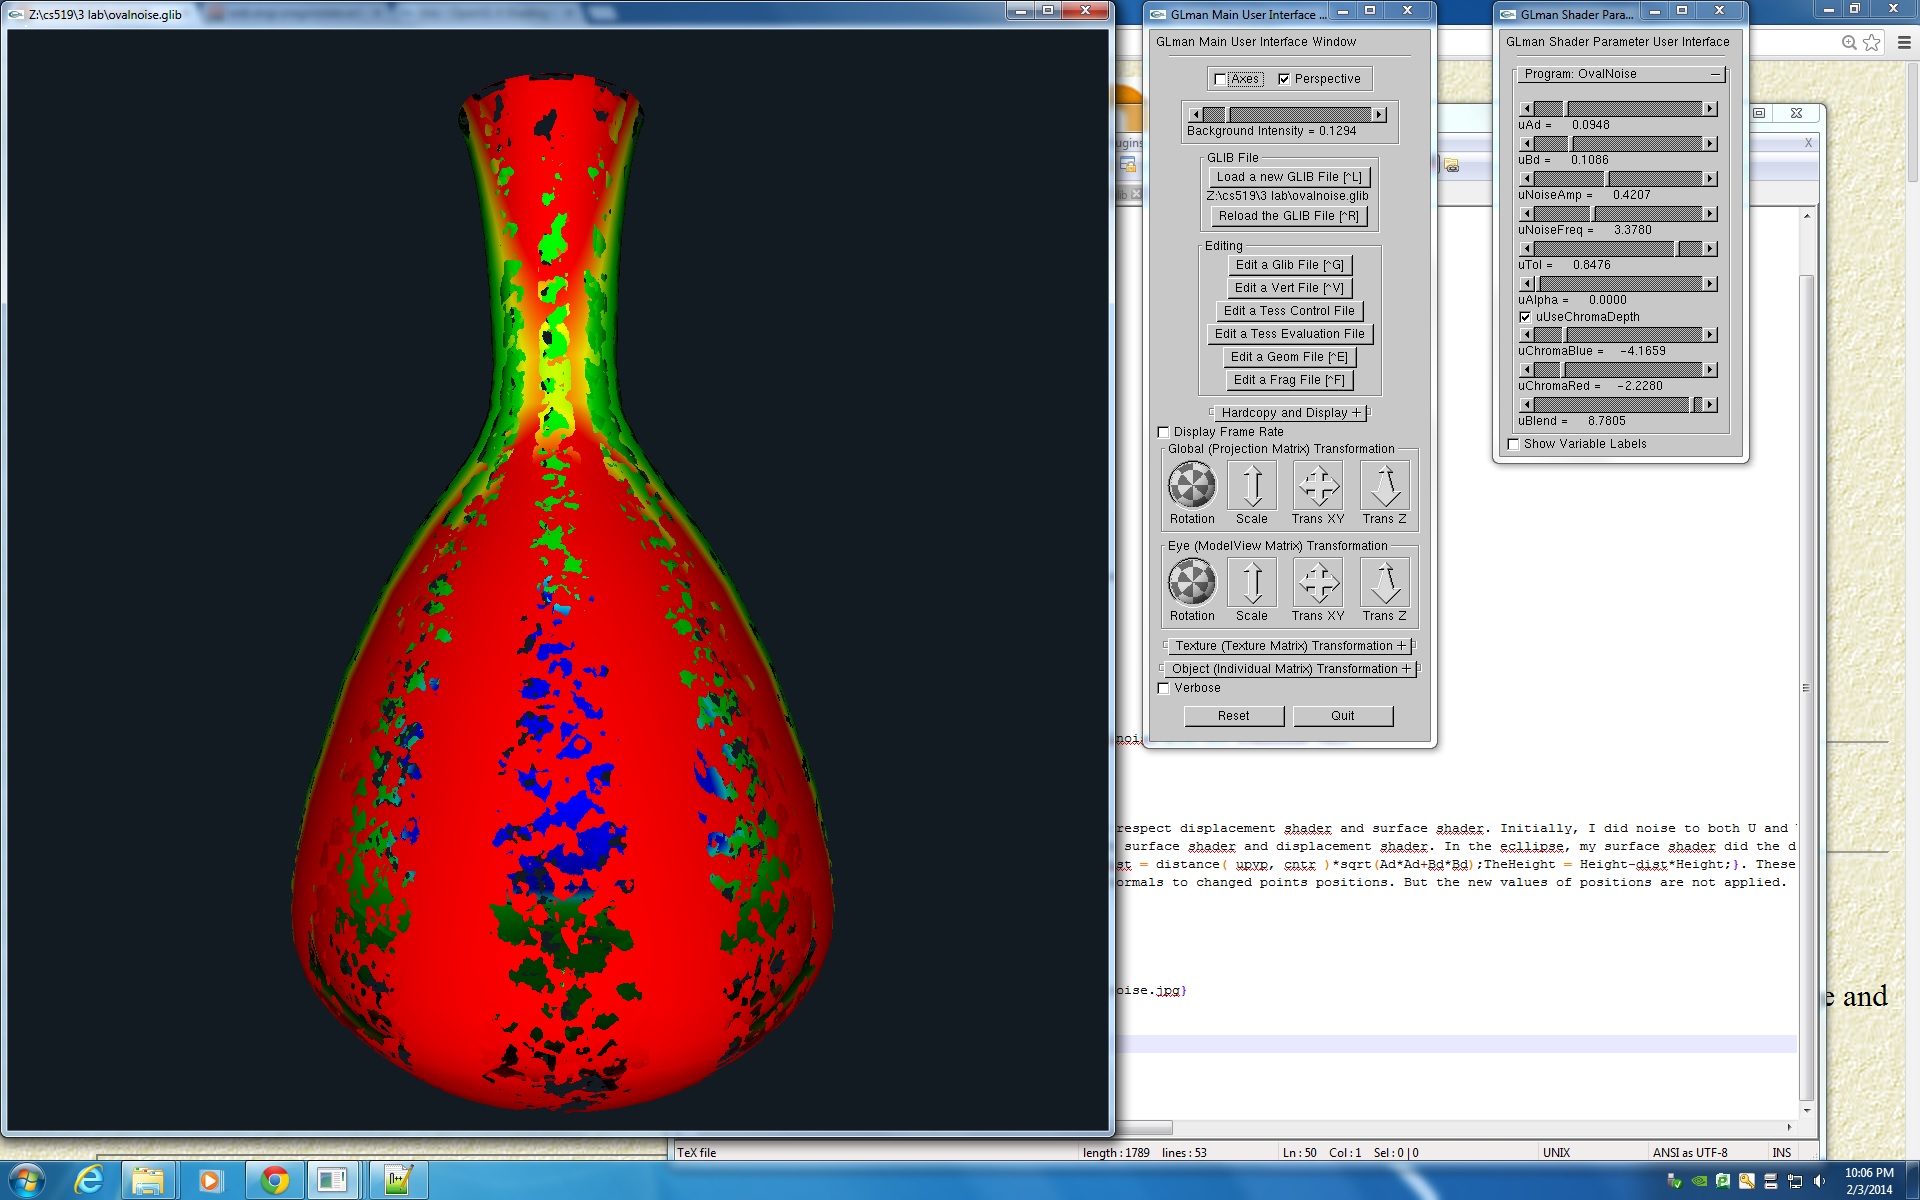 Z:\cs519\3 lab\ovalnoise.glib
GLman Main User Interface ...
GLman Main User Interface Window
Axes
Perspective
Background Intensity = 0.1294
GLIB File
Load a new GLIB File [^L]
Z:\cs519\3 lab\ovalnoise.glib
Reload the GLIB File [^R]
Editing
Edit a Glib File [^G]
Edit a Vert File [^V]
Edit a Tess Control File
Edit a Tess Evaluation File
Edit a Geom File [^E]
Edit a Frag File [^F]
Hardcopy and Display +
Display Frame Rate
Global (Projection Matrix) Transformation
Rotation Scale Trans XY Trans Z
Eye (ModelView Matrix) Transformation
Rotation Scale Trans XY Trans Z
Texture (Texture Matrix) Transformation +
Object (Individual Matrix) Transformation +
Verbose
Reset Quit
GLman Shader Para...
GLman Shader Parameter User Interface
Program: OvalNoise
uAd = 0.0948
uBd = 0.1086
uNoiseAmp = 0.4207
uNoiseFreq = 3.3780
uTol = 0.8476
uAlpha = 0.0000
uUseChromaDepth
uChromaBlue = -4.1659
uChromaRed = -2.2280
uBlend = 8.7805
Show Variable Labels
respect displacement shader and surface shader. Initially, I did noise to both U and
surface shader and displacement shader. In the ecllipse, my surface shader did the d
st = distance( upvp, cntr )*sqrt(Ad*Ad+Bd*Bd);TheHeight = Height-dist*Height;}. These
ormals to changed points positions. But the new values of positions are not applied.
oise.jpg}
e and
TeX file length : 1789 lines : 53 Ln : 50 Col : 1 Sel : 0 | 0 UNIX ANSI as UTF-8 INS
10:06 PM
2/3/2014